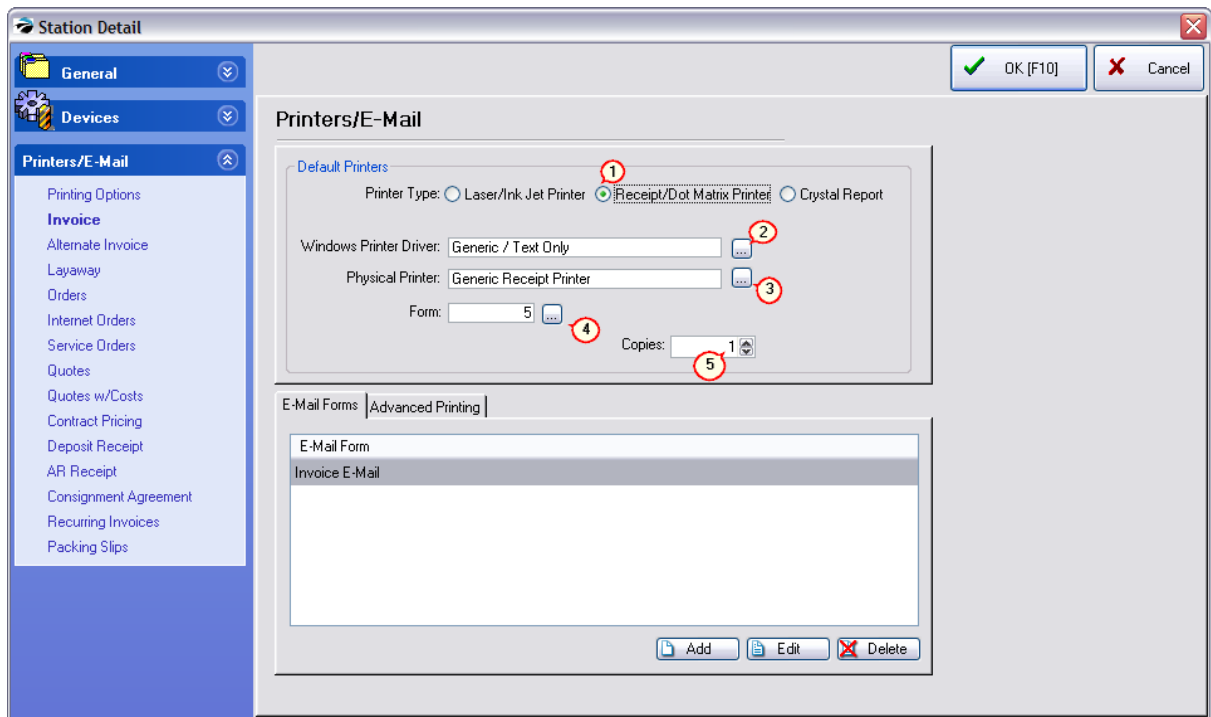 Station Detail
General
Devices
Printers/E-Mail
Printing Options
Invoice
Alternate Invoice
Layaway
Orders
Internet Orders
Service Orders
Quotes
Quotes w/Costs
Contract Pricing
Deposit Receipt
AR Receipt
Consignment Agreement
Recurring Invoices
Packing Slips
OK [F10]
Cancel
Printers/E-Mail
Default Printers
1
Printer Type: Laser/Ink Jet Printer Receipt/Dot Matrix Printer Crystal Report
2
Windows Printer Driver: Generic / Text Only ...
Physical Printer: Generic Receipt Printer ...
3
Form: 5 ...
4
Copies: 1
5
E-Mail Forms Advanced Printing
E-Mail Form
Invoice E-Mail
Add Edit Delete